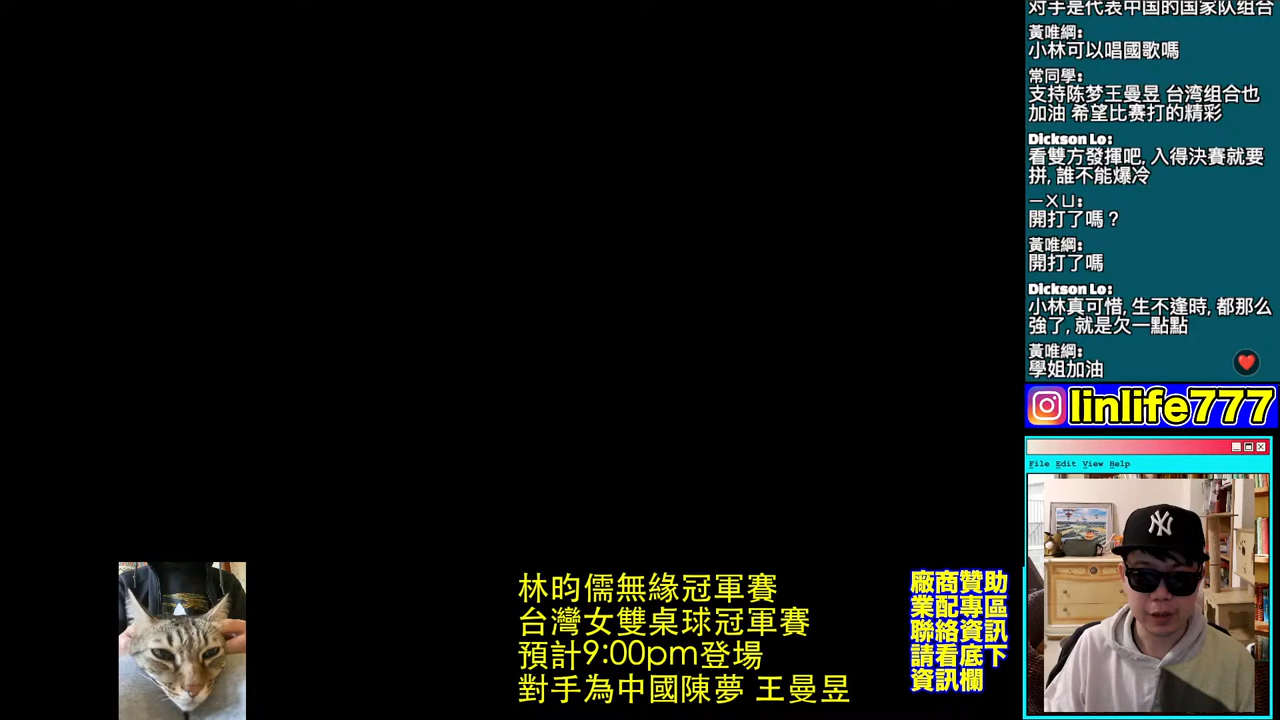 对手是代表中国的国家队组合
黃唯綱:
小林可以唱國歌嗎
常同學:
支持陈梦王曼昱 台湾组合也
加油 希望比赛打的精彩
Dickson Lo:
看雙方發揮吧, 入得決賽就要
拼, 誰不能爆冷
ㄧㄨㄩ:
開打了嗎？
黃唯綱:
開打了嗎
Dickson Lo:
小林真可惜, 生不逢時, 都那么
強了, 就是欠一點點
黃唯綱:
學姐加油
linlife777
File Edit View Help
NY
林昀儒無緣冠軍賽
台灣女雙桌球冠軍賽
預計9:00pm登場
對手為中國陳夢 王曼昱
廠商贊助
業配專區
聯絡資訊
請看底下
資訊欄